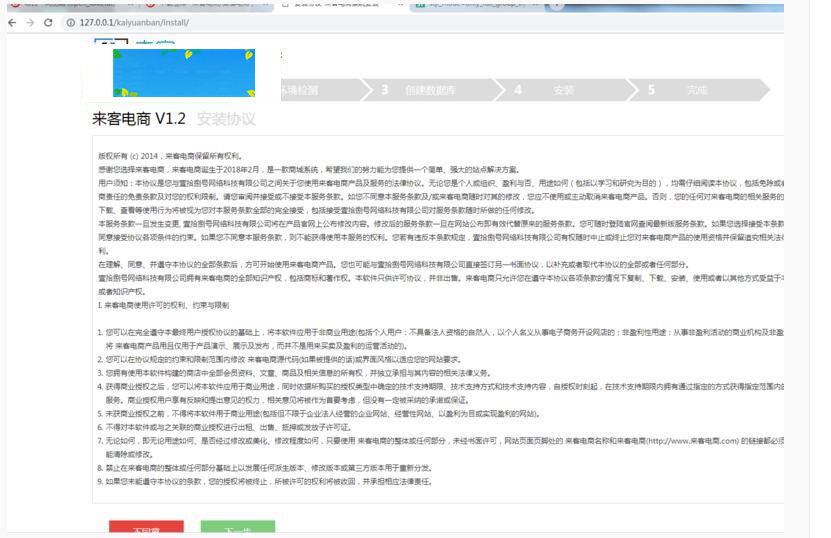 127.0.0.1/kaiyuanban/install/
环境检测
3 创建数据库
4 安装
5 完成
来客电商 V1.2 安装协议
版权所有 (c) 2014，来客电商保留所有权利。
感谢您选择来客电商，来客电商诞生于2018年2月，是一款商城系统，希望我们的努力能为您提供一个简单、强大的站点解决方案。
用户须知：本协议是您与壹拾捌号网络科技有限公司之间关于您使用来客电商产品及服务的法律协议。无论您是个人或组织、盈利与否、用途如何（包括以学习和研究为目的），均需仔细阅读本协议，包括免除或者
商责任的免责条款及对您的权利限制。请您审阅并接受或不接受本服务条款。如您不同意本服务条款及/或来客电商随时对其的修改，您应不使用或主动取消来客电商产品。否则，您的任何对来客电商的相关服务的
下载、查看等使用行为将被视为您对本服务条款全部的完全接受，包括接受壹拾捌号网络科技有限公司对服务条款随时所做的任何修改。
本服务条款一旦发生变更, 壹拾捌号网络科技有限公司将在产品官网上公布修改内容。修改后的服务条款一旦在网站公布即有效代替原来的服务条款。您可随时登陆官网查阅最新版服务条款。如果您选择接受本条款
同意接受协议各项条件的约束。如果您不同意本服务条款，则不能获得使用本服务的权利。您若有违反本条款规定，壹拾捌号网络科技有限公司有权随时中止或终止您对来客电商产品的使用资格并保留追究相关法
利。
在理解、同意、并遵守本协议的全部条款后，方可开始使用来客电商产品。您也可能与壹拾捌号网络科技有限公司直接签订另一书面协议，以补充或者取代本协议的全部或者任何部分。
壹拾捌号网络科技有限公司拥有来客电商的全部知识产权，包括商标和著作权。本软件只供许可协议，并非出售。来客电商只允许您在遵守本协议各项条款的情况下复制、下载、安装、使用或者以其他方式受益于
或者知识产权。
I. 来客电商使用许可的权利、约束与限制
1. 您可以在完全遵守本最终用户授权协议的基础上，将本软件应用于非商业用途(包括个人用户：不具备法人资格的自然人，以个人名义从事电子商务开设网店的；非盈利性用途：从事非盈利活动的商业机构及非盈
将 来客电商产品用且仅用于产品演示、展示及发布，而并不是用来买卖及盈利的运营活动的)。
2. 您可以在协议规定的约束和限制范围内修改 来客电商源代码(如果被提供的话)或界面风格以适应您的网站要求。
3. 您拥有使用本软件构建的商店中全部会员资料、文章、商品及相关信息的所有权，并独立承担与其内容的相关法律义务。
4. 获得商业授权之后，您可以将本软件应用于商业用途，同时依据所购买的授权类型中确定的技术支持期限、技术支持方式和技术支持内容，自授权时刻起，在技术支持期限内拥有通过指定的方式获得指定范围内
服务。商业授权用户享有反映和提出意见的权力，相关意见将被作为首要考虑，但没有一定被采纳的承诺或保证。
5. 未获商业授权之前，不得将本软件用于商业用途(包括但不限于企业法人经营的企业网站、经营性网站、以盈利为目或实现盈利的网站)。
6. 不得对本软件或与之关联的商业授权进行出租、出售、抵押或发放子许可证。
7. 无论如何，即无论用途如何、是否经过修改或美化、修改程度如何，只要使用 来客电商的整体或任何部分，未经书面许可，网站页面页脚处的 来客电商名称和来客电商(http://www.来客电商.com) 的链接都必须
能清除或修改。
8. 禁止在来客电商的整体或任何部分基础上以发展任何派生版本、修改版本或第三方版本用于重新分发。
9. 如果您未能遵守本协议的条款，您的授权将被终止，所被许可的权利将被收回，并承担相应法律责任。
不同意
下一步